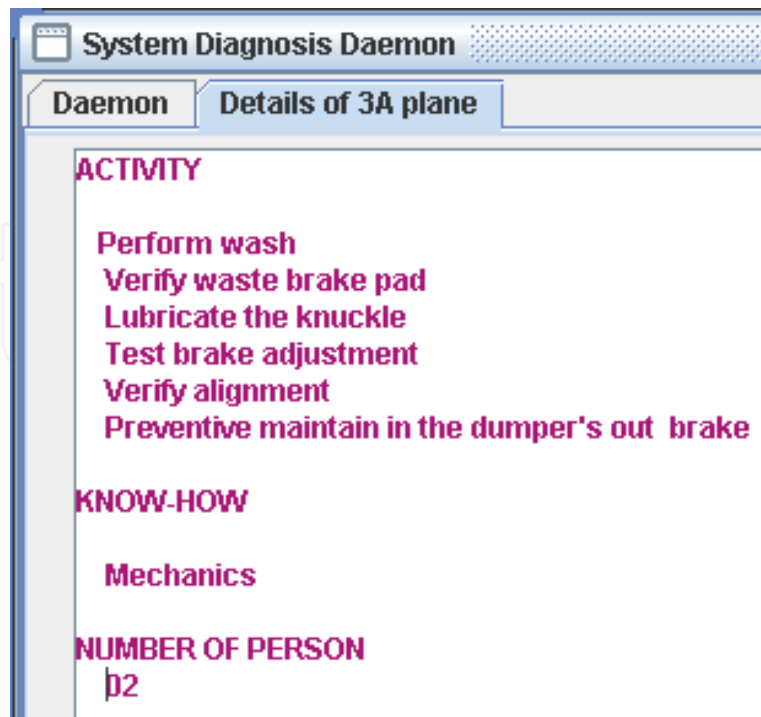 System Diagnosis Daemon
Daemon Details of 3A plane
ACTIVITY
Perform wash
Verify waste brake pad
Lubricate the knuckle
Test brake adjustment
Verify alignment
Preventive maintain in the dumper's out brake
KNOW-HOW
Mechanics
NUMBER OF PERSON
02